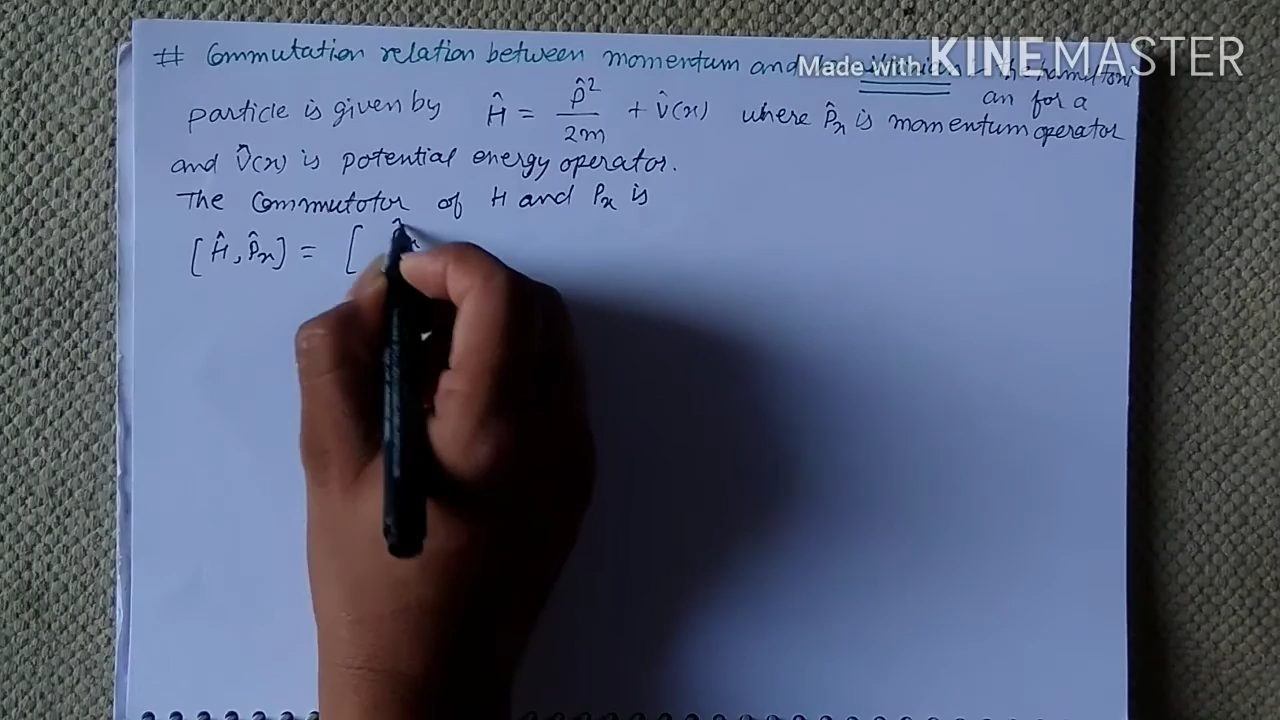 # Commutation relation between momentum and
Made with KINEMASTER
an for a
particle is given by Ĥ = P̂²/2m + V̂(x) where P̂x is momentum operator
and V̂(x) is potential energy operator.
The Commutotor of H and Px is
[Ĥ, P̂x] = [